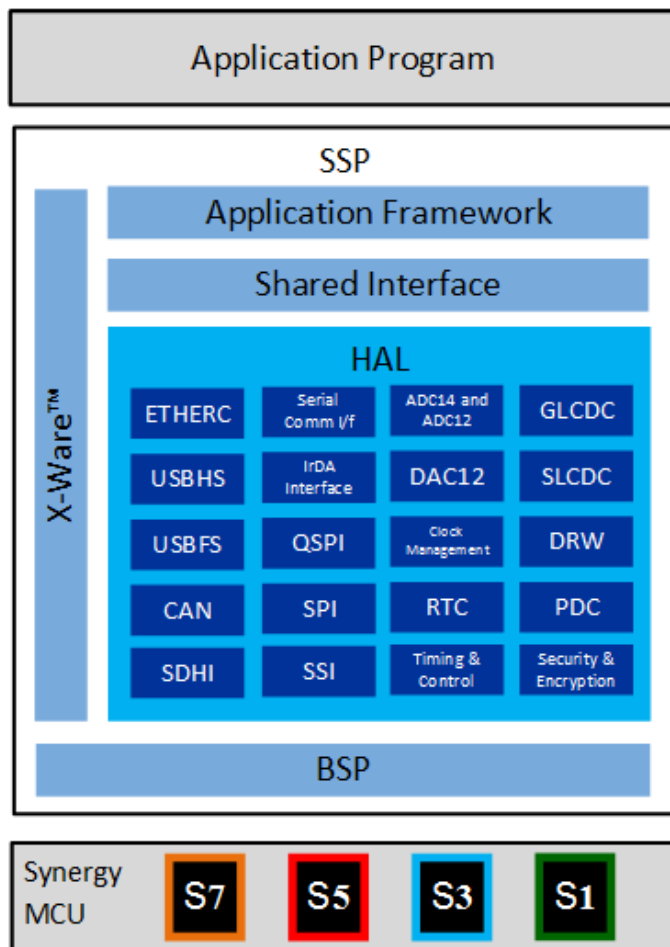 Application Program
SSP
X-Ware™
Application Framework
Shared Interface
HAL
ETHERC
Serial
Comm I/f
ADC14 and
ADC12
GLCDC
USBHS
IrDA
Interface
DAC12
SLCDC
USBFS
QSPI
Clock
Management
DRW
CAN
SPI
RTC
PDC
SDHI
SSI
Timing &
Control
Security &
Encryption
BSP
Synergy
MCU
S7
S5
S3
S1